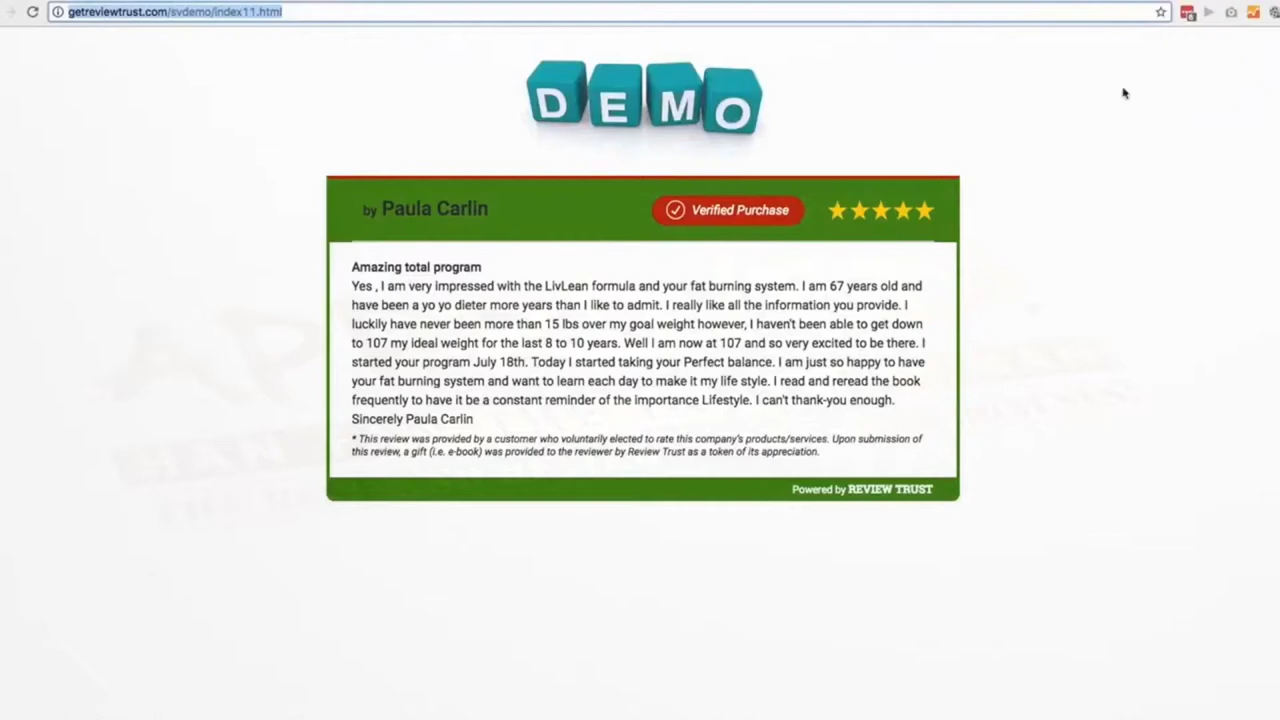 getreviewtrust.com/svdemo/index11.html
DEMO
by Paula Carlin
Verified Purchase
Amazing total program
Yes , I am very impressed with the LivLean formula and your fat burning system. I am 67 years old and
have been a yo yo dieter more years than I like to admit. I really like all the information you provide. I
luckily have never been more than 15 lbs over my goal weight however, I haven't been able to get down
to 107 my ideal weight for the last 8 to 10 years. Well I am now at 107 and so very excited to be there. I
started your program July 18th. Today I started taking your Perfect balance. I am just so happy to have
your fat burning system and want to learn each day to make it my life style. I read and reread the book
frequently to have it be a constant reminder of the importance Lifestyle. I can't thank-you enough.
Sincerely Paula Carlin
* This review was provided by a customer who voluntarily elected to rate this company's products/services. Upon submission of
this review, a gift (i.e. e-book) was provided to the reviewer by Review Trust as a token of its appreciation.
Powered by REVIEW TRUST